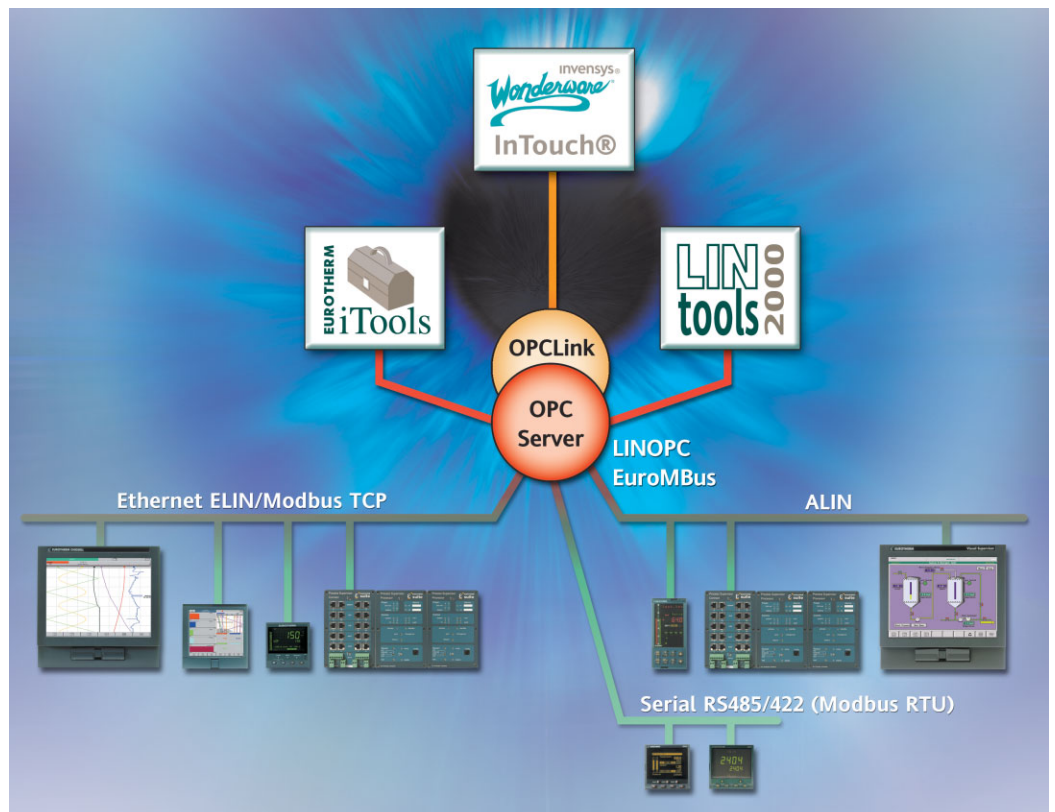 invensys®
Wonderware®
InTouch®
EUROTHERM
iTools
LIN
tools
2000
OPCLink
OPC
Server
LINOPC
EuroMBus
Ethernet ELIN/Modbus TCP
ALIN
150
Serial RS485/422 (Modbus RTU)
2404
2404